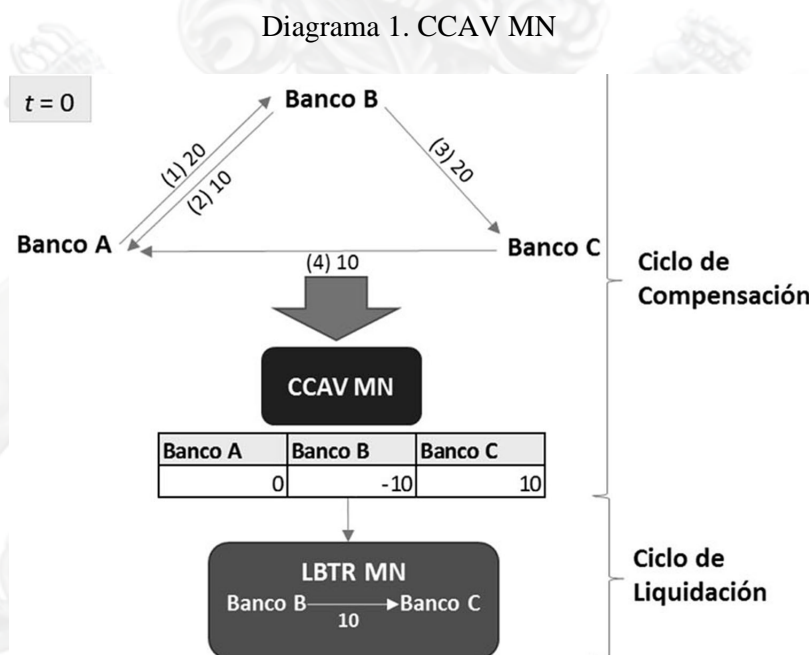 Diagrama 1. CCAV MN
t = 0
Banco B
(1) 20
(2) 10
(3) 20
Banco A
Banco C
(4) 10
Ciclo de
Compensación
CCAV MN
Banco A Banco B Banco C
0 -10 10
LBTR MN
Banco B Banco C
10
Ciclo de
Liquidación